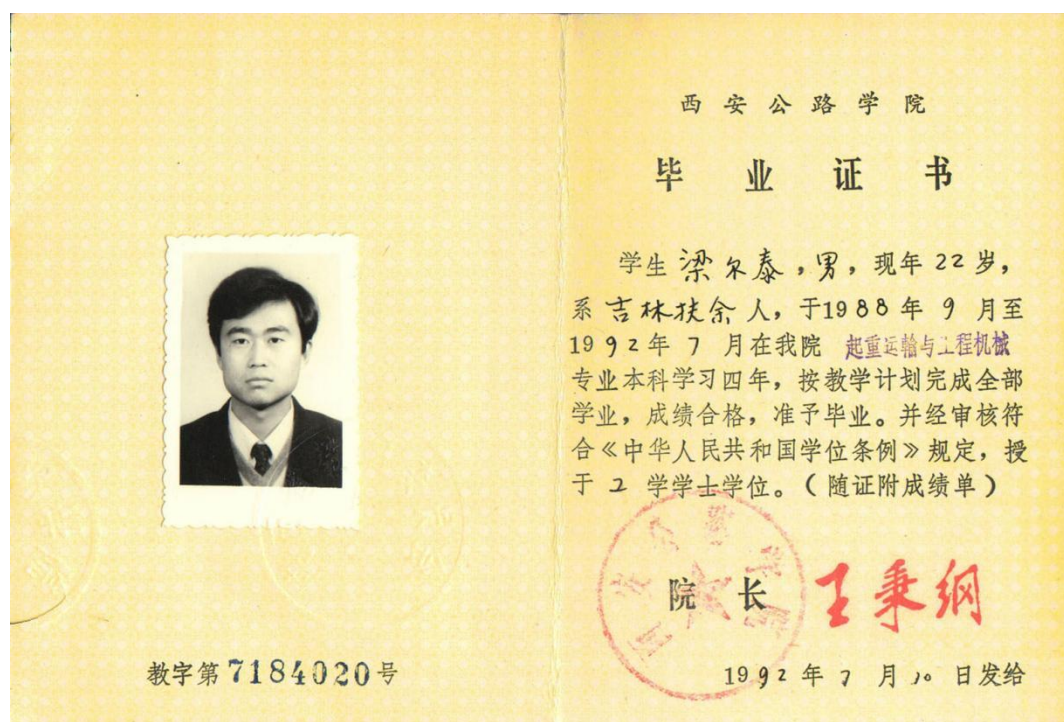 西安公路学院
毕业证书
学生 梁尔泰，男，现年22岁，
系吉林扶余人，于1988年9月至
1992年7月在我院 起重运输与工程机械
专业本科学习四年，按教学计划完成全部
学业，成绩合格，准予毕业。并经审核符
合《中华人民共和国学位条例》规定，授
于工学学士学位。（随证附成绩单）
院长 王秉纲
1992年7月10日发给
教字第7184020号